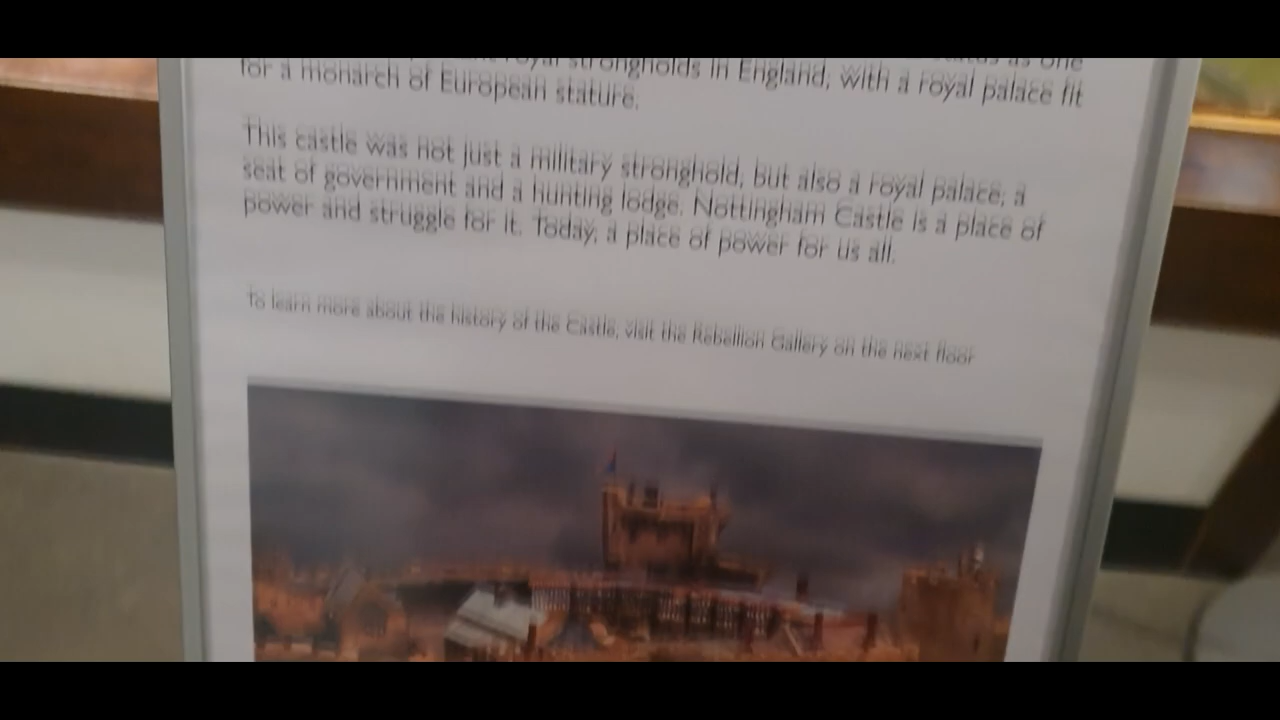 royal strongholds in England, with a royal palace fit
for a monarch of European stature.
This castle was not just a military stronghold, but also a royal palace, a
seat of government and a hunting lodge. Nottingham Castle is a place of
power and struggle for it. Today, a place of power for us all.
To learn more about the history of the Castle, visit the Rebellion Gallery on the next floor